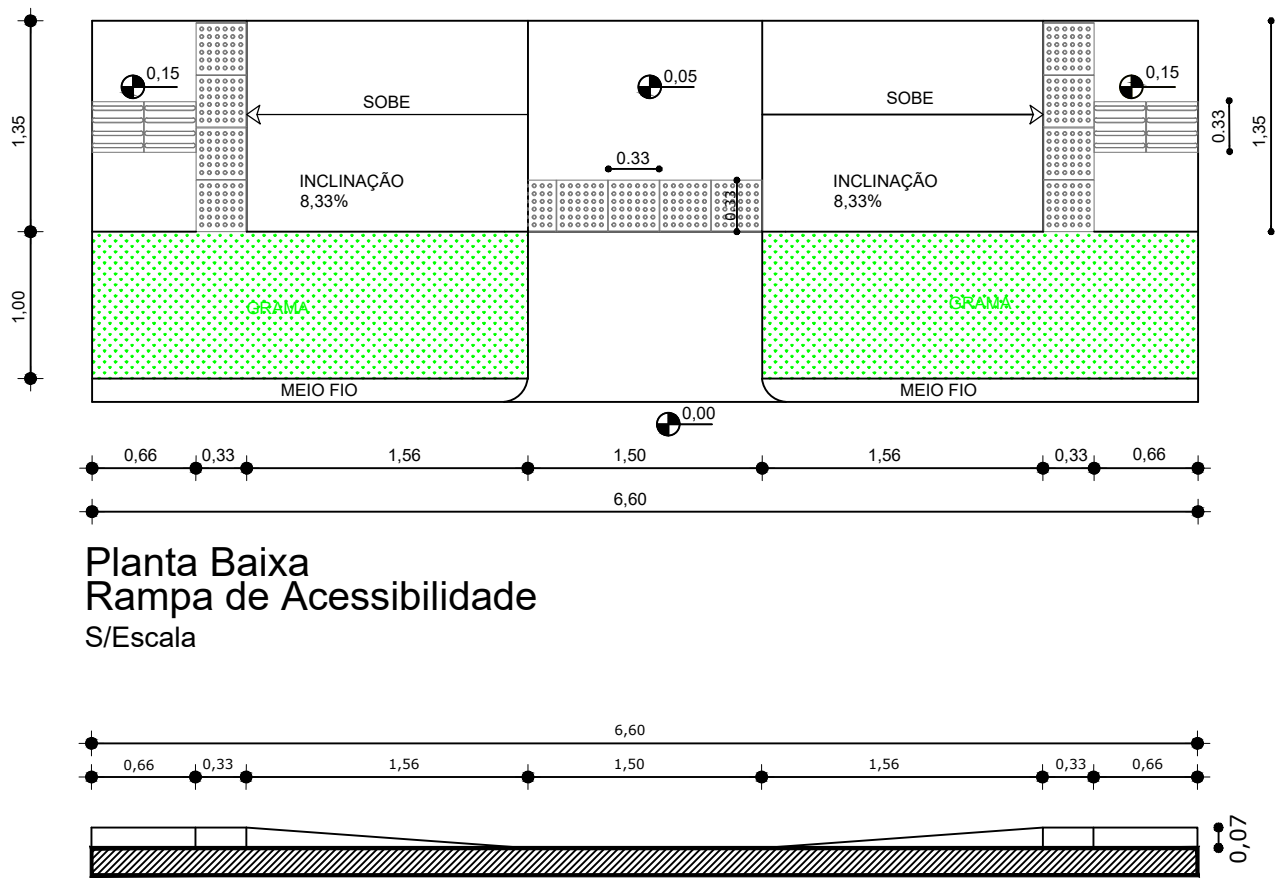 0,15
0,05
0,15
SOBE
SOBE
1,35
0.33
1,35
0.33
INCLINAÇÃO
8,33%
0.33
INCLINAÇÃO
8,33%
1,00
GRAMA
GRAMA
MEIO FIO
MEIO FIO
0,00
0,66
0,33
1,56
1,50
1,56
0,33
0,66
6,60
Planta Baixa
Rampa de Acessibilidade
S/Escala
6,60
0,66
0,33
1,56
1,50
1,56
0,33
0,66
0,07